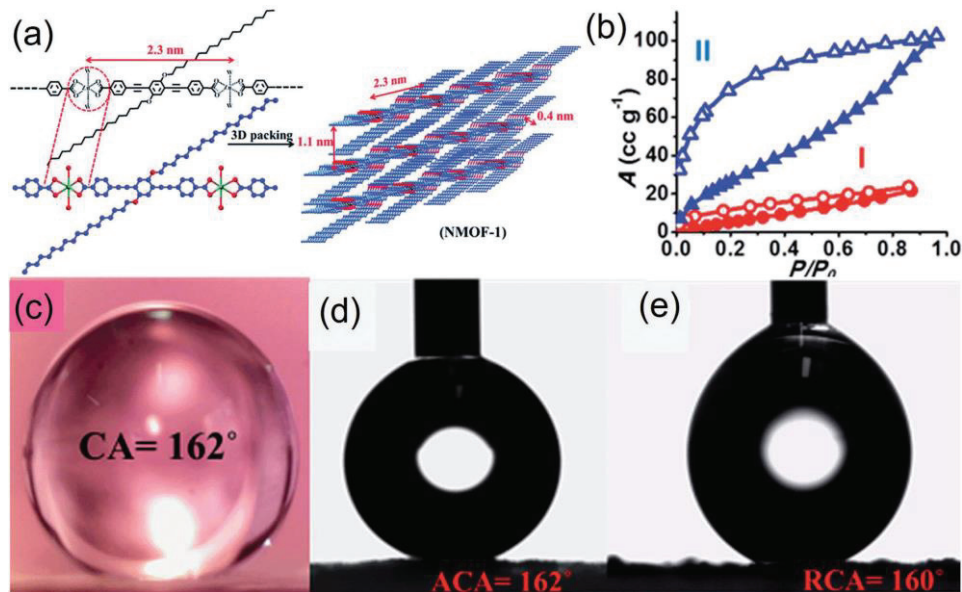 (a)
2.3 nm
3D packing
2.3 nm
1.1 nm
0.4 nm
(NMOF-1)
(b)
A (cc g⁻¹)
100
80
60
40
20
0
II
I
0.0 0.2 0.4 0.6 0.8 1.0
P/P₀
(c)
CA= 162°
(d)
ACA= 162°
(e)
RCA= 160°